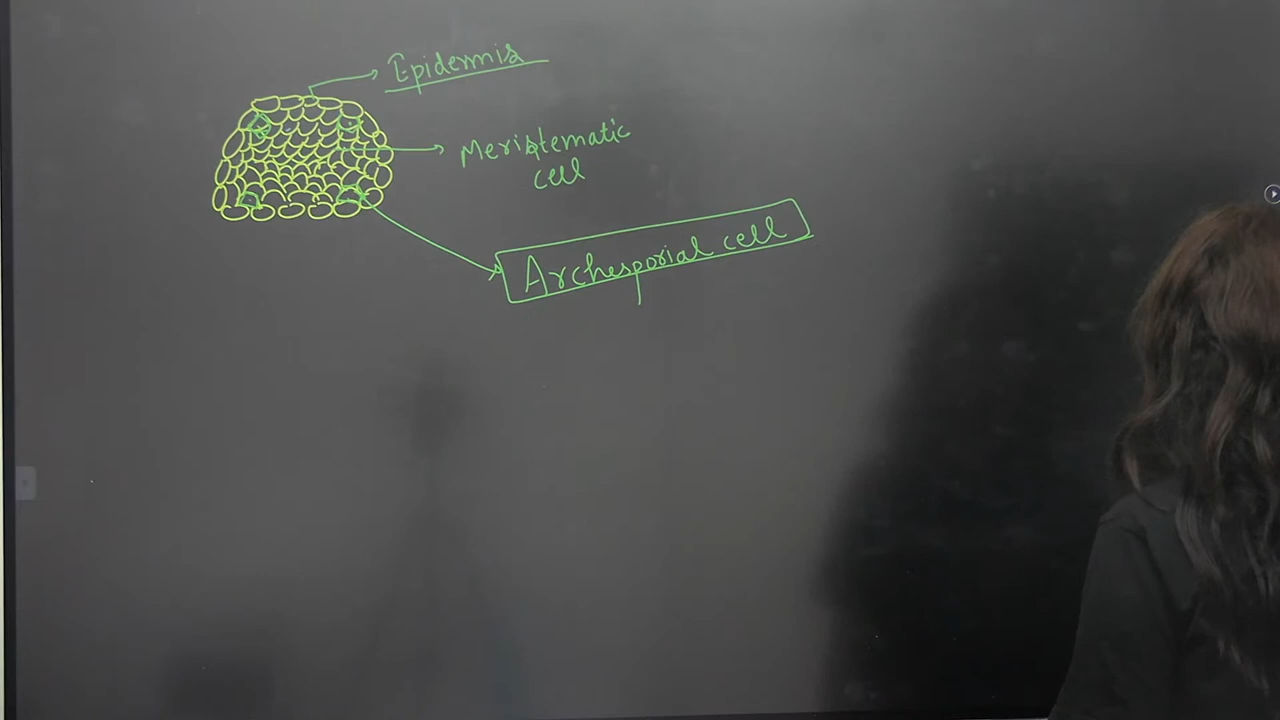 Epidermis
Meristematic
cell
Archesporial cell